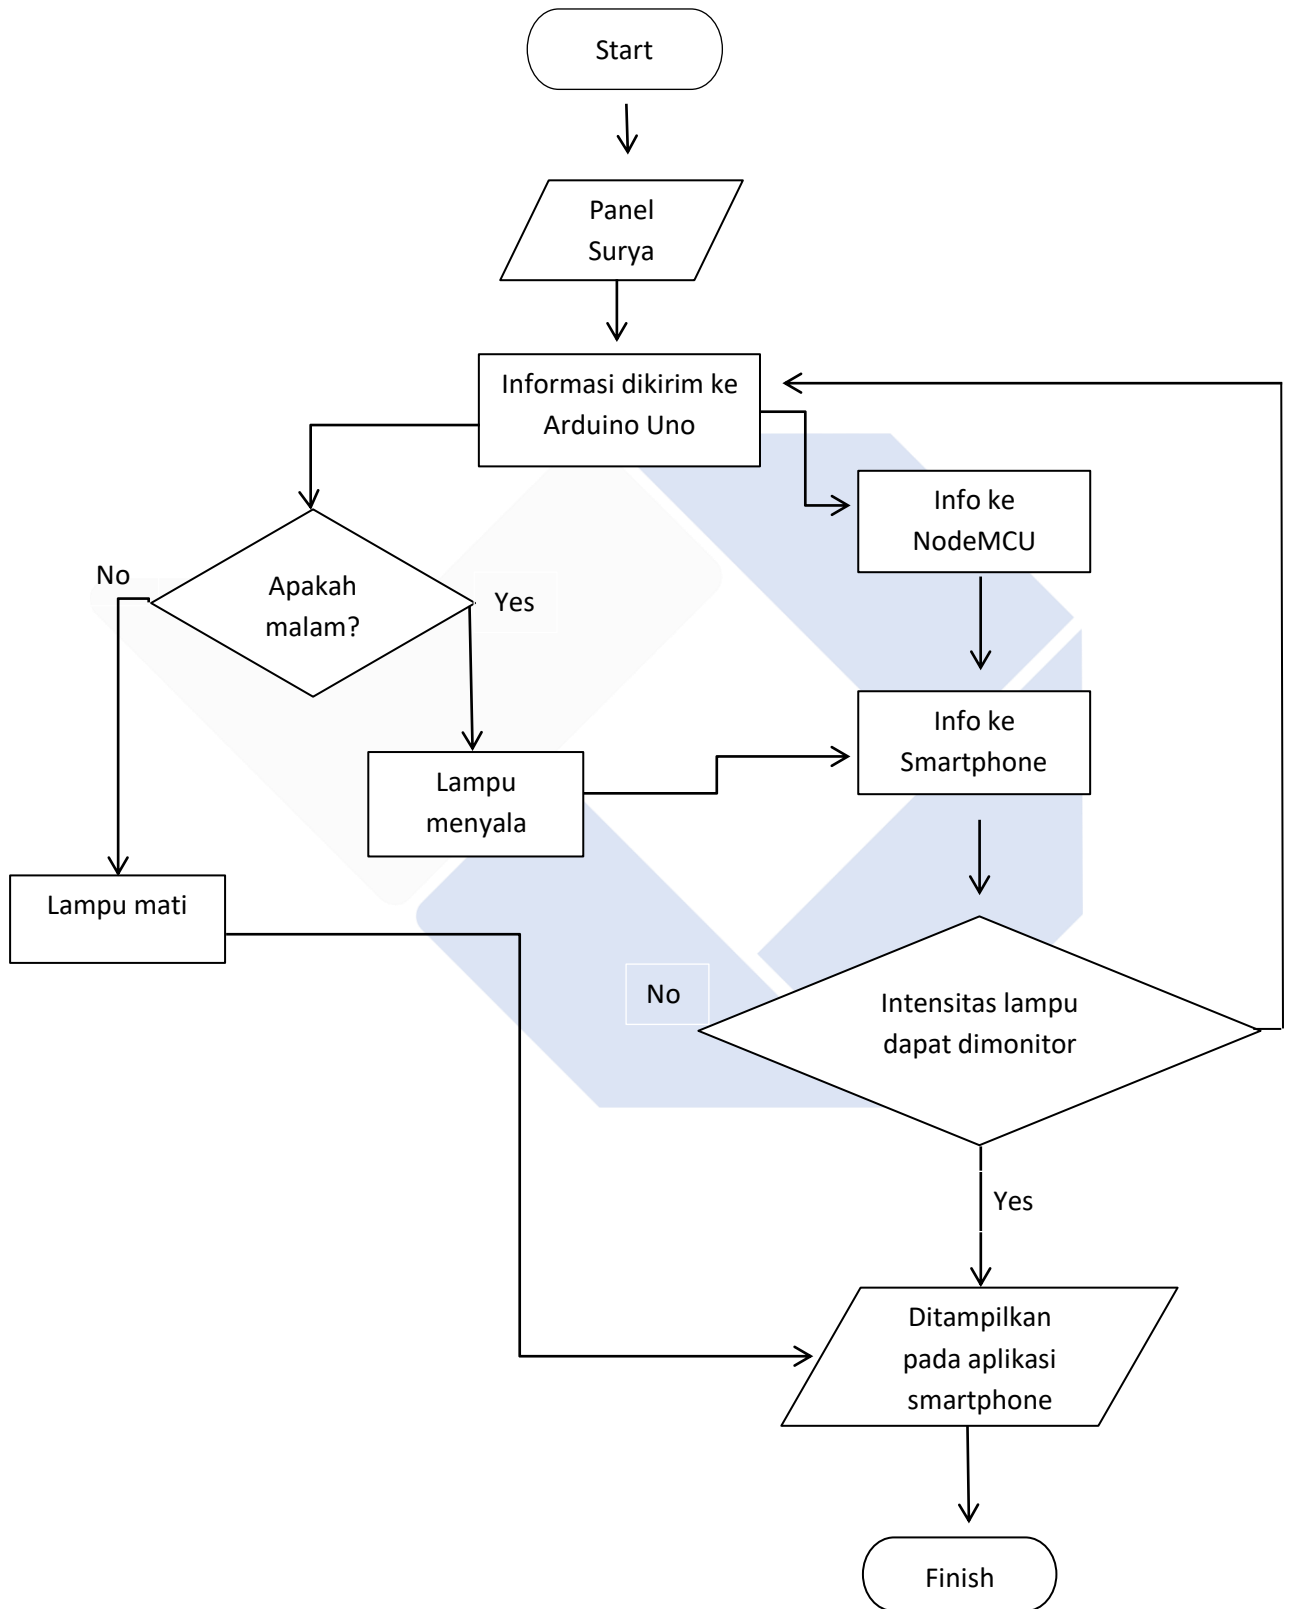 Start
Panel
Surya
Informasi dikirim ke
Arduino Uno
Info ke
NodeMCU
No
Apakah
malam?
Yes
Info ke
Smartphone
Lampu
menyala
Lampu mati
No
Intensitas lampu
dapat dimonitor
Yes
Ditampilkan
pada aplikasi
smartphone
Finish